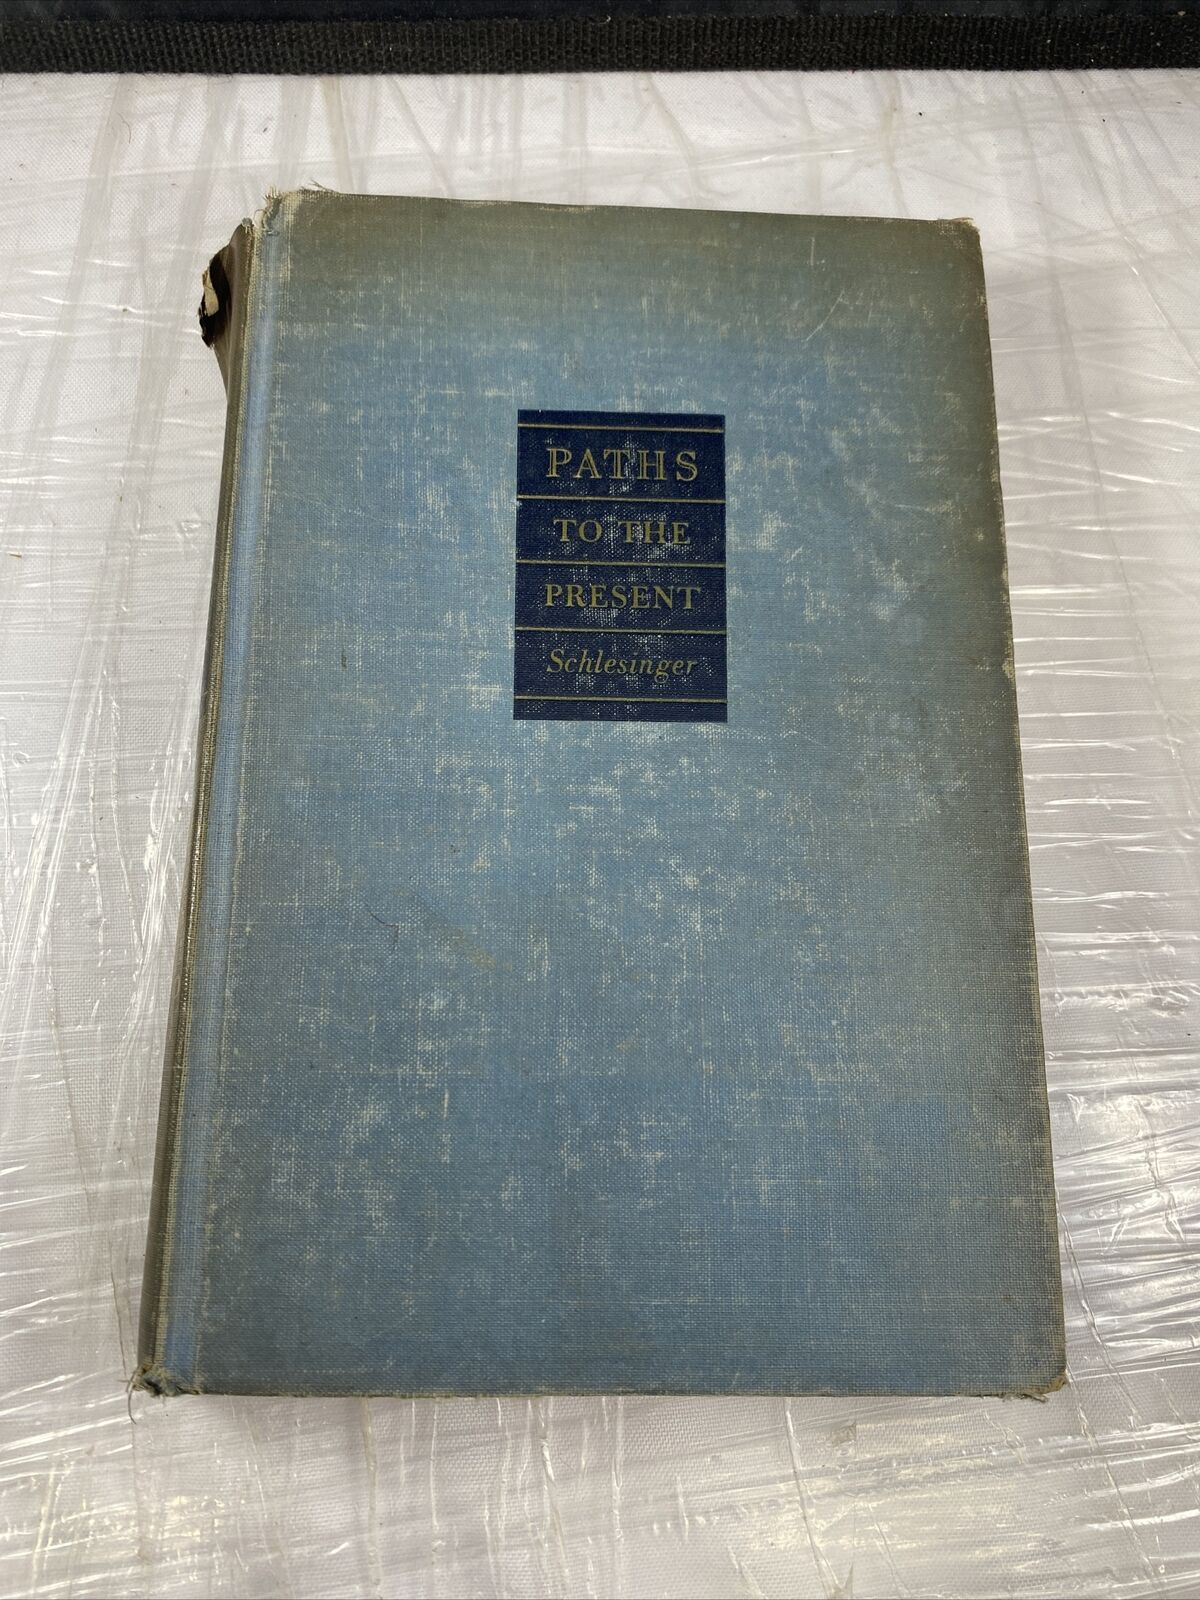 PATHS
TO THE
PRESENT
Schlesinger